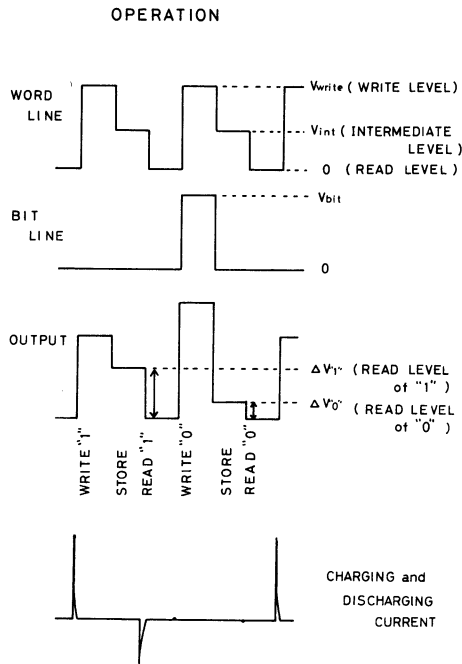 OPERATION
WORD
LINE
Vwrite (WRITE LEVEL)
Vint (INTERMEDIATE
LEVEL)
0 (READ LEVEL)
BIT
LINE
Vbit
0
OUTPUT
ΔV"1" (READ LEVEL
of "1")
ΔV"0" (READ LEVEL
of "0")
WRITE "1"
STORE
READ "1"
WRITE "0"
STORE
READ "0"
CHARGING and
DISCHARGING
CURRENT